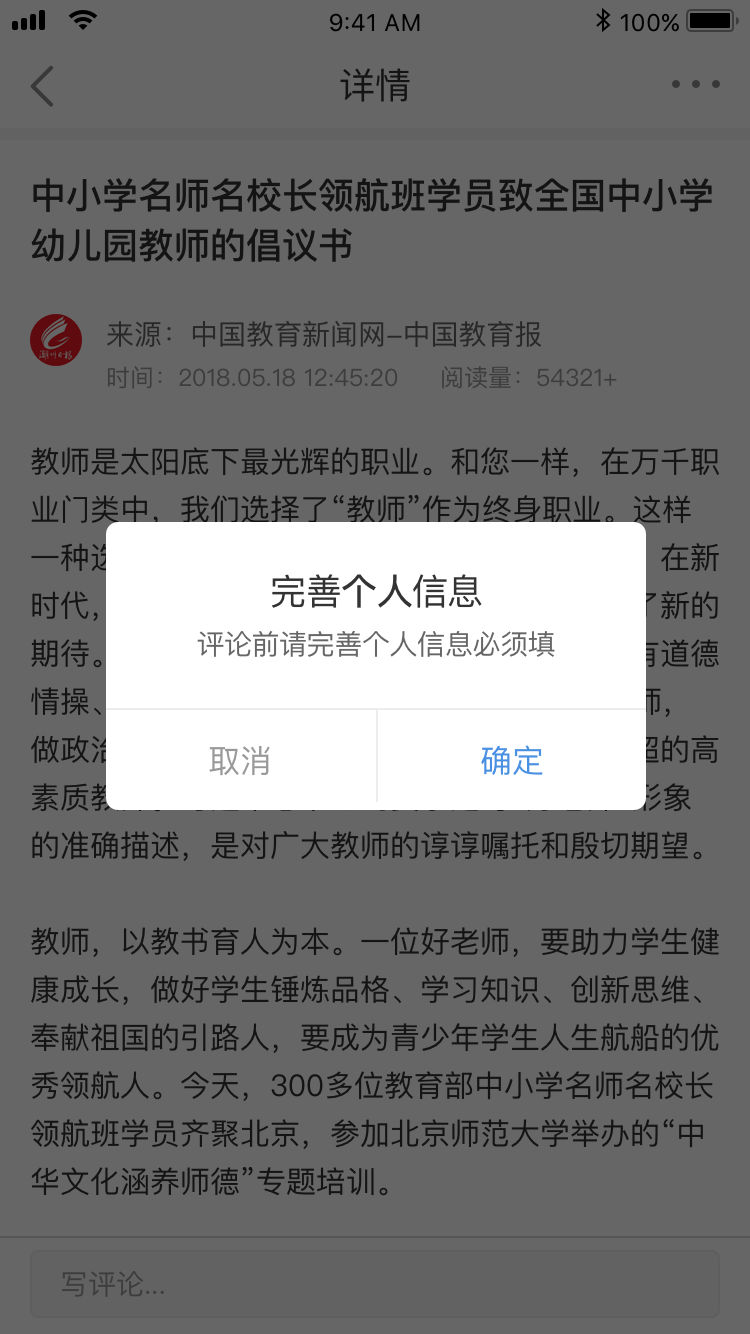 9:41 AM
100%
详情
中小学名师名校长领航班学员致全国中小学
幼儿园教师的倡议书
来源：中国教育新闻网-中国教育报
时间：2018.05.18 12:45:20 阅读量：54321+
教师是太阳底下最光辉的职业。和您一样，在万千职
业门类中，我们选择了“教师”作为终身职业。这样
一种 在新
时代， 新的
期待。 有道德
情操、 师，
做政治 的高
素质 形象
的准确描述，是对广大教师的谆谆嘱托和殷切期望。
完善个人信息
评论前请完善个人信息必须填
取消
确定
教师，以教书育人为本。一位好老师，要助力学生健
康成长，做好学生锤炼品格、学习知识、创新思维、
奉献祖国的引路人，要成为青少年学生人生航船的优
秀领航人。今天，300多位教育部中小学名师名校长
领航班学员齐聚北京，参加北京师范大学举办的“中
华文化涵养师德”专题培训。
写评论...